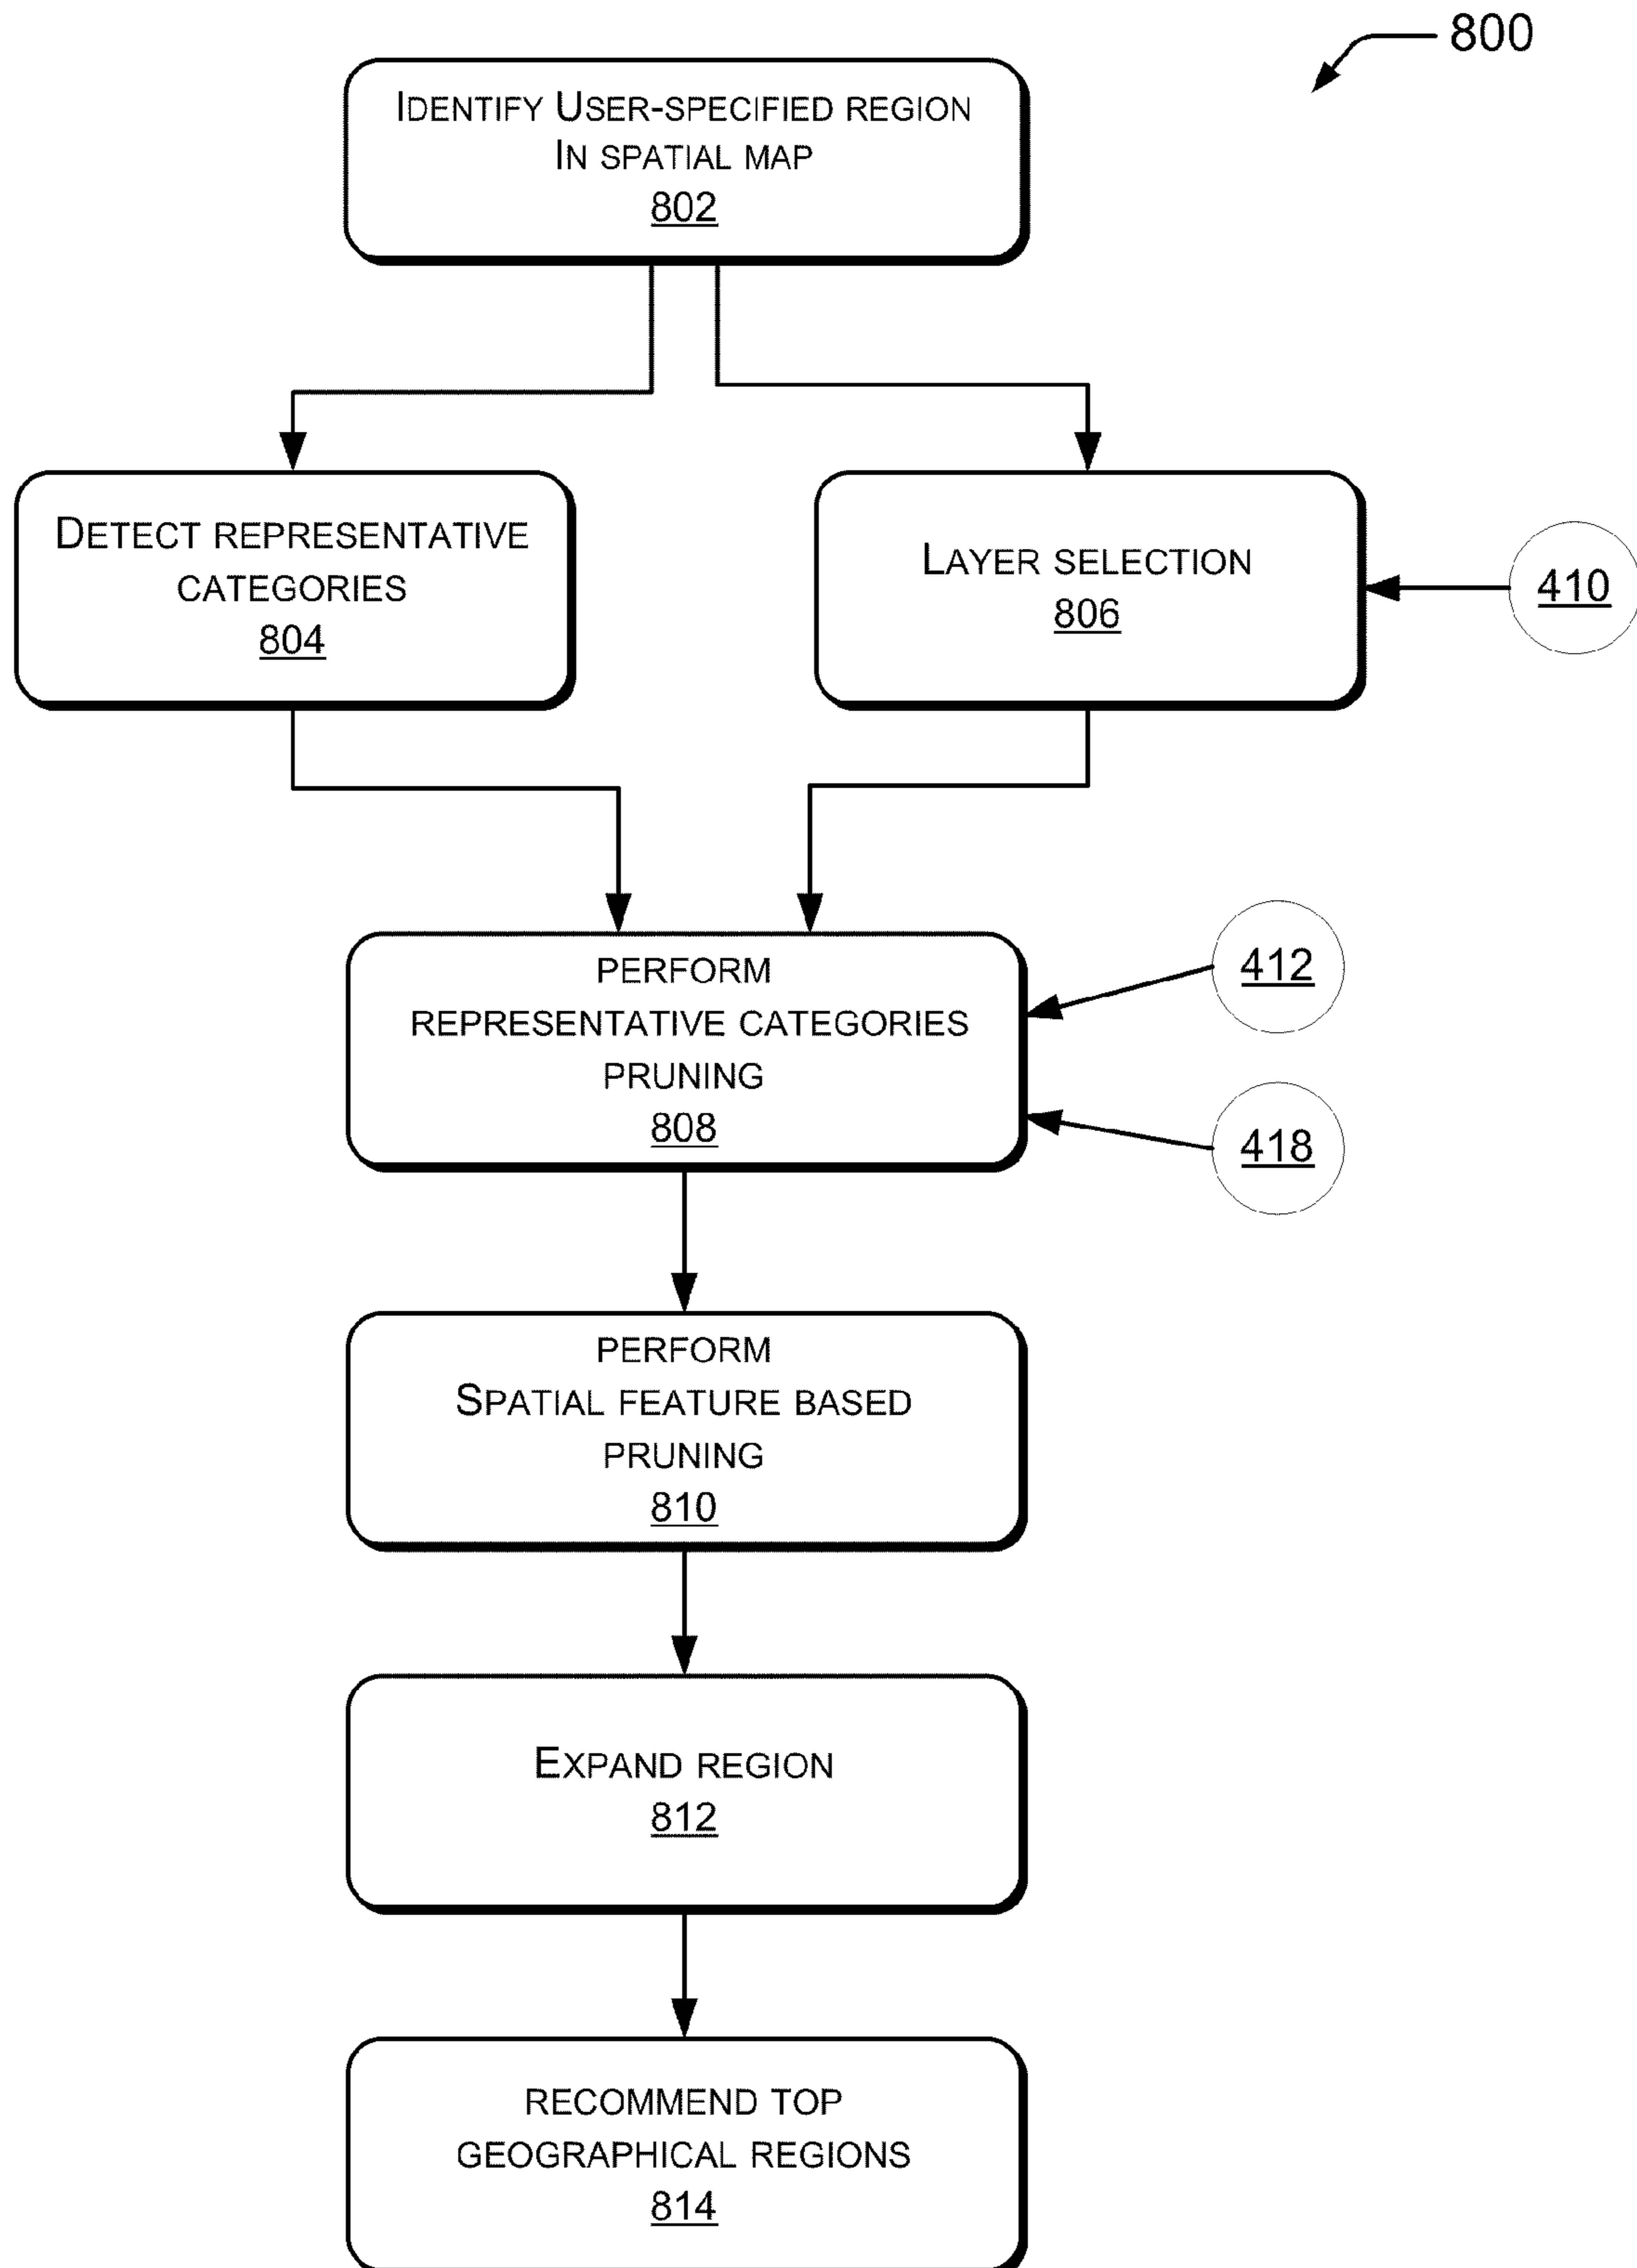 800
Identify User-specified region
In spatial map
802
Detect representative
categories
804
Layer selection
806
410
perform
representative categories
pruning
808
412
418
perform
Spatial feature based
pruning
810
Expand region
812
recommend top
geographical regions
814